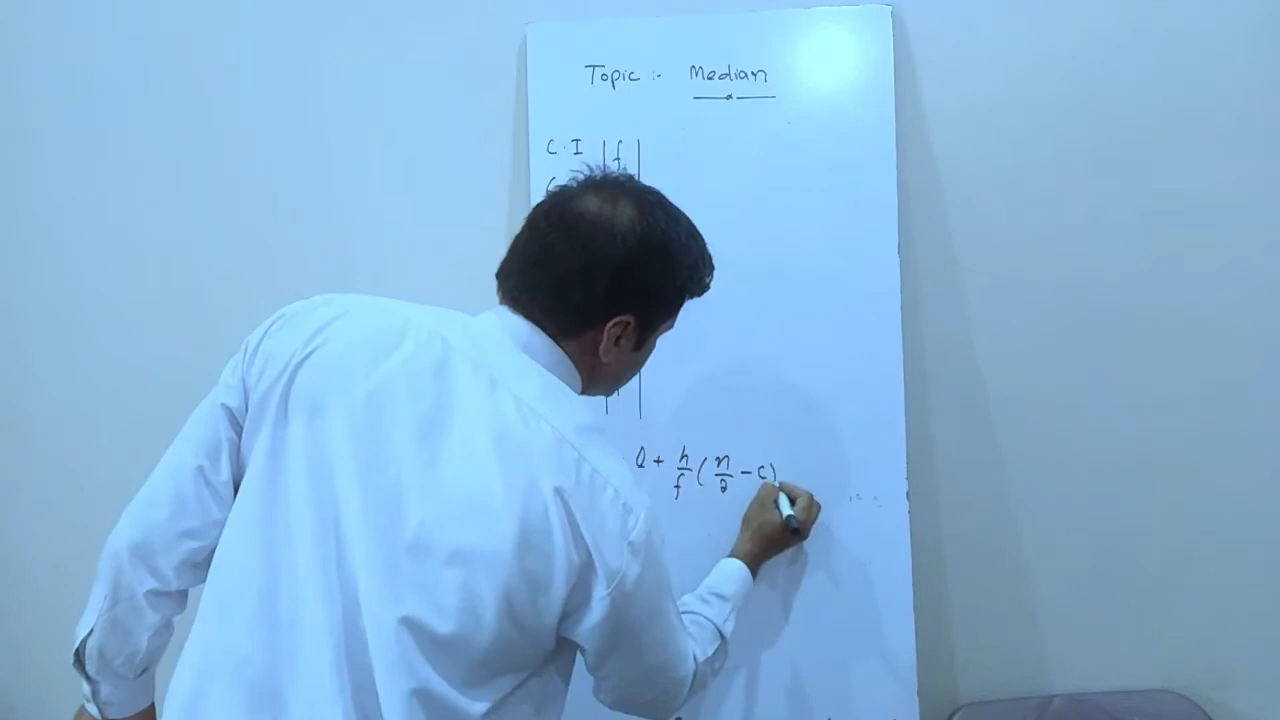 Topic :- Median
C.I | f |
l + h/f ( n/2 - c)